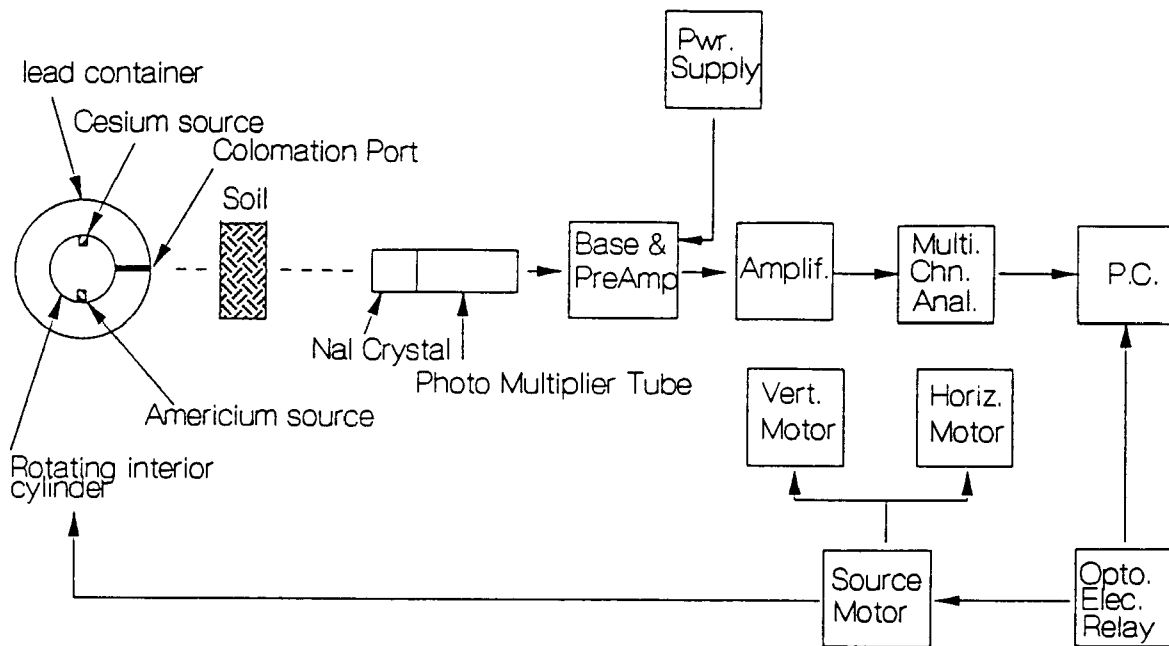 Pwr.
Supply
lead container
Cesium source
Colomation Port
Soil
Base &
PreAmp
Amplif.
Multi.
Chn.
Anal.
P.C.
NaI Crystal
Photo Multiplier Tube
Americium source
Rotating interior
cylinder
Vert.
Motor
Horiz.
Motor
Source
Motor
Opto.
Elec.
Relay